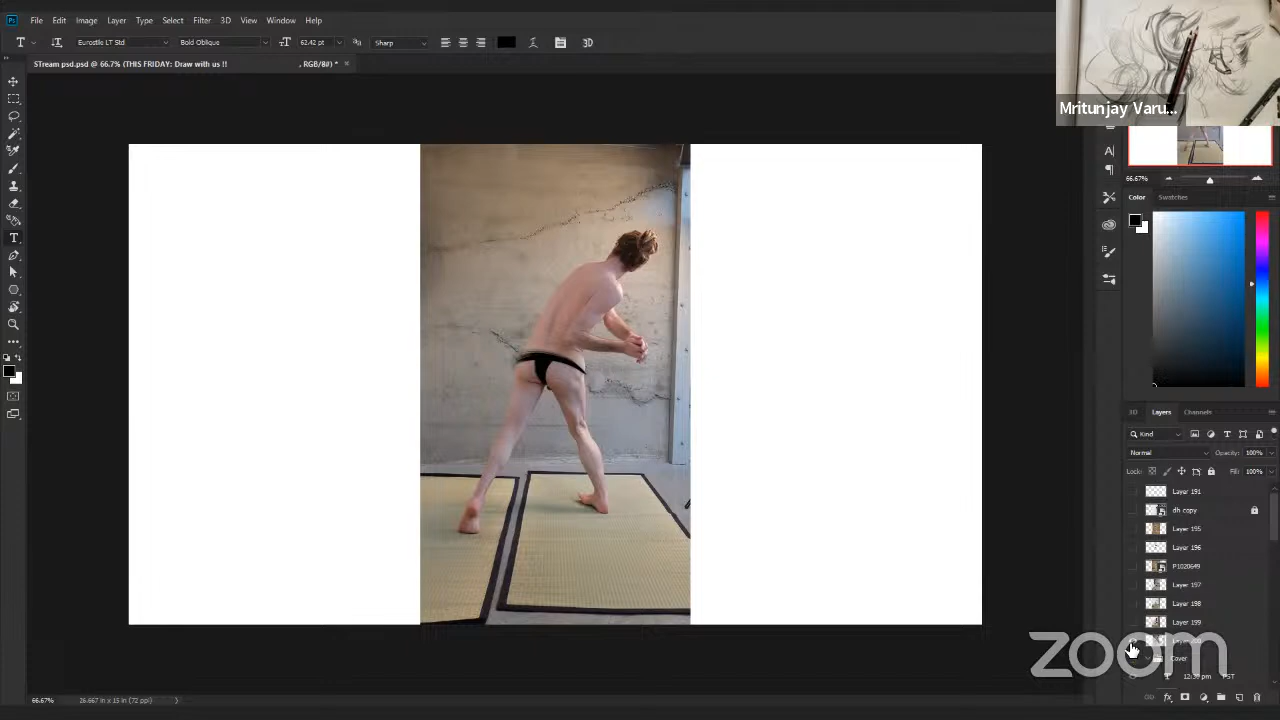 File Edit Image Layer Type Select Filter 3D View Window Help
Eurostile LT Std Bold Oblique 62.42 pt Sharp 3D
STream psd.psd @ 66.7% (THIS FRIDAY: Draw with us !! , RGB/8#) *
Mritunjay Varu...
66.67%
Color Swatches
3D Layers Channels
Kind
Normal Opacity: 100%
Lock: Fill: 100%
Layer 191
dh copy
Layer 195
Layer 196
P1020649
Layer 197
Layer 198
Layer 199
Cover
PST
zoom
66.67% 26.667 in x 15 in (72 ppi)